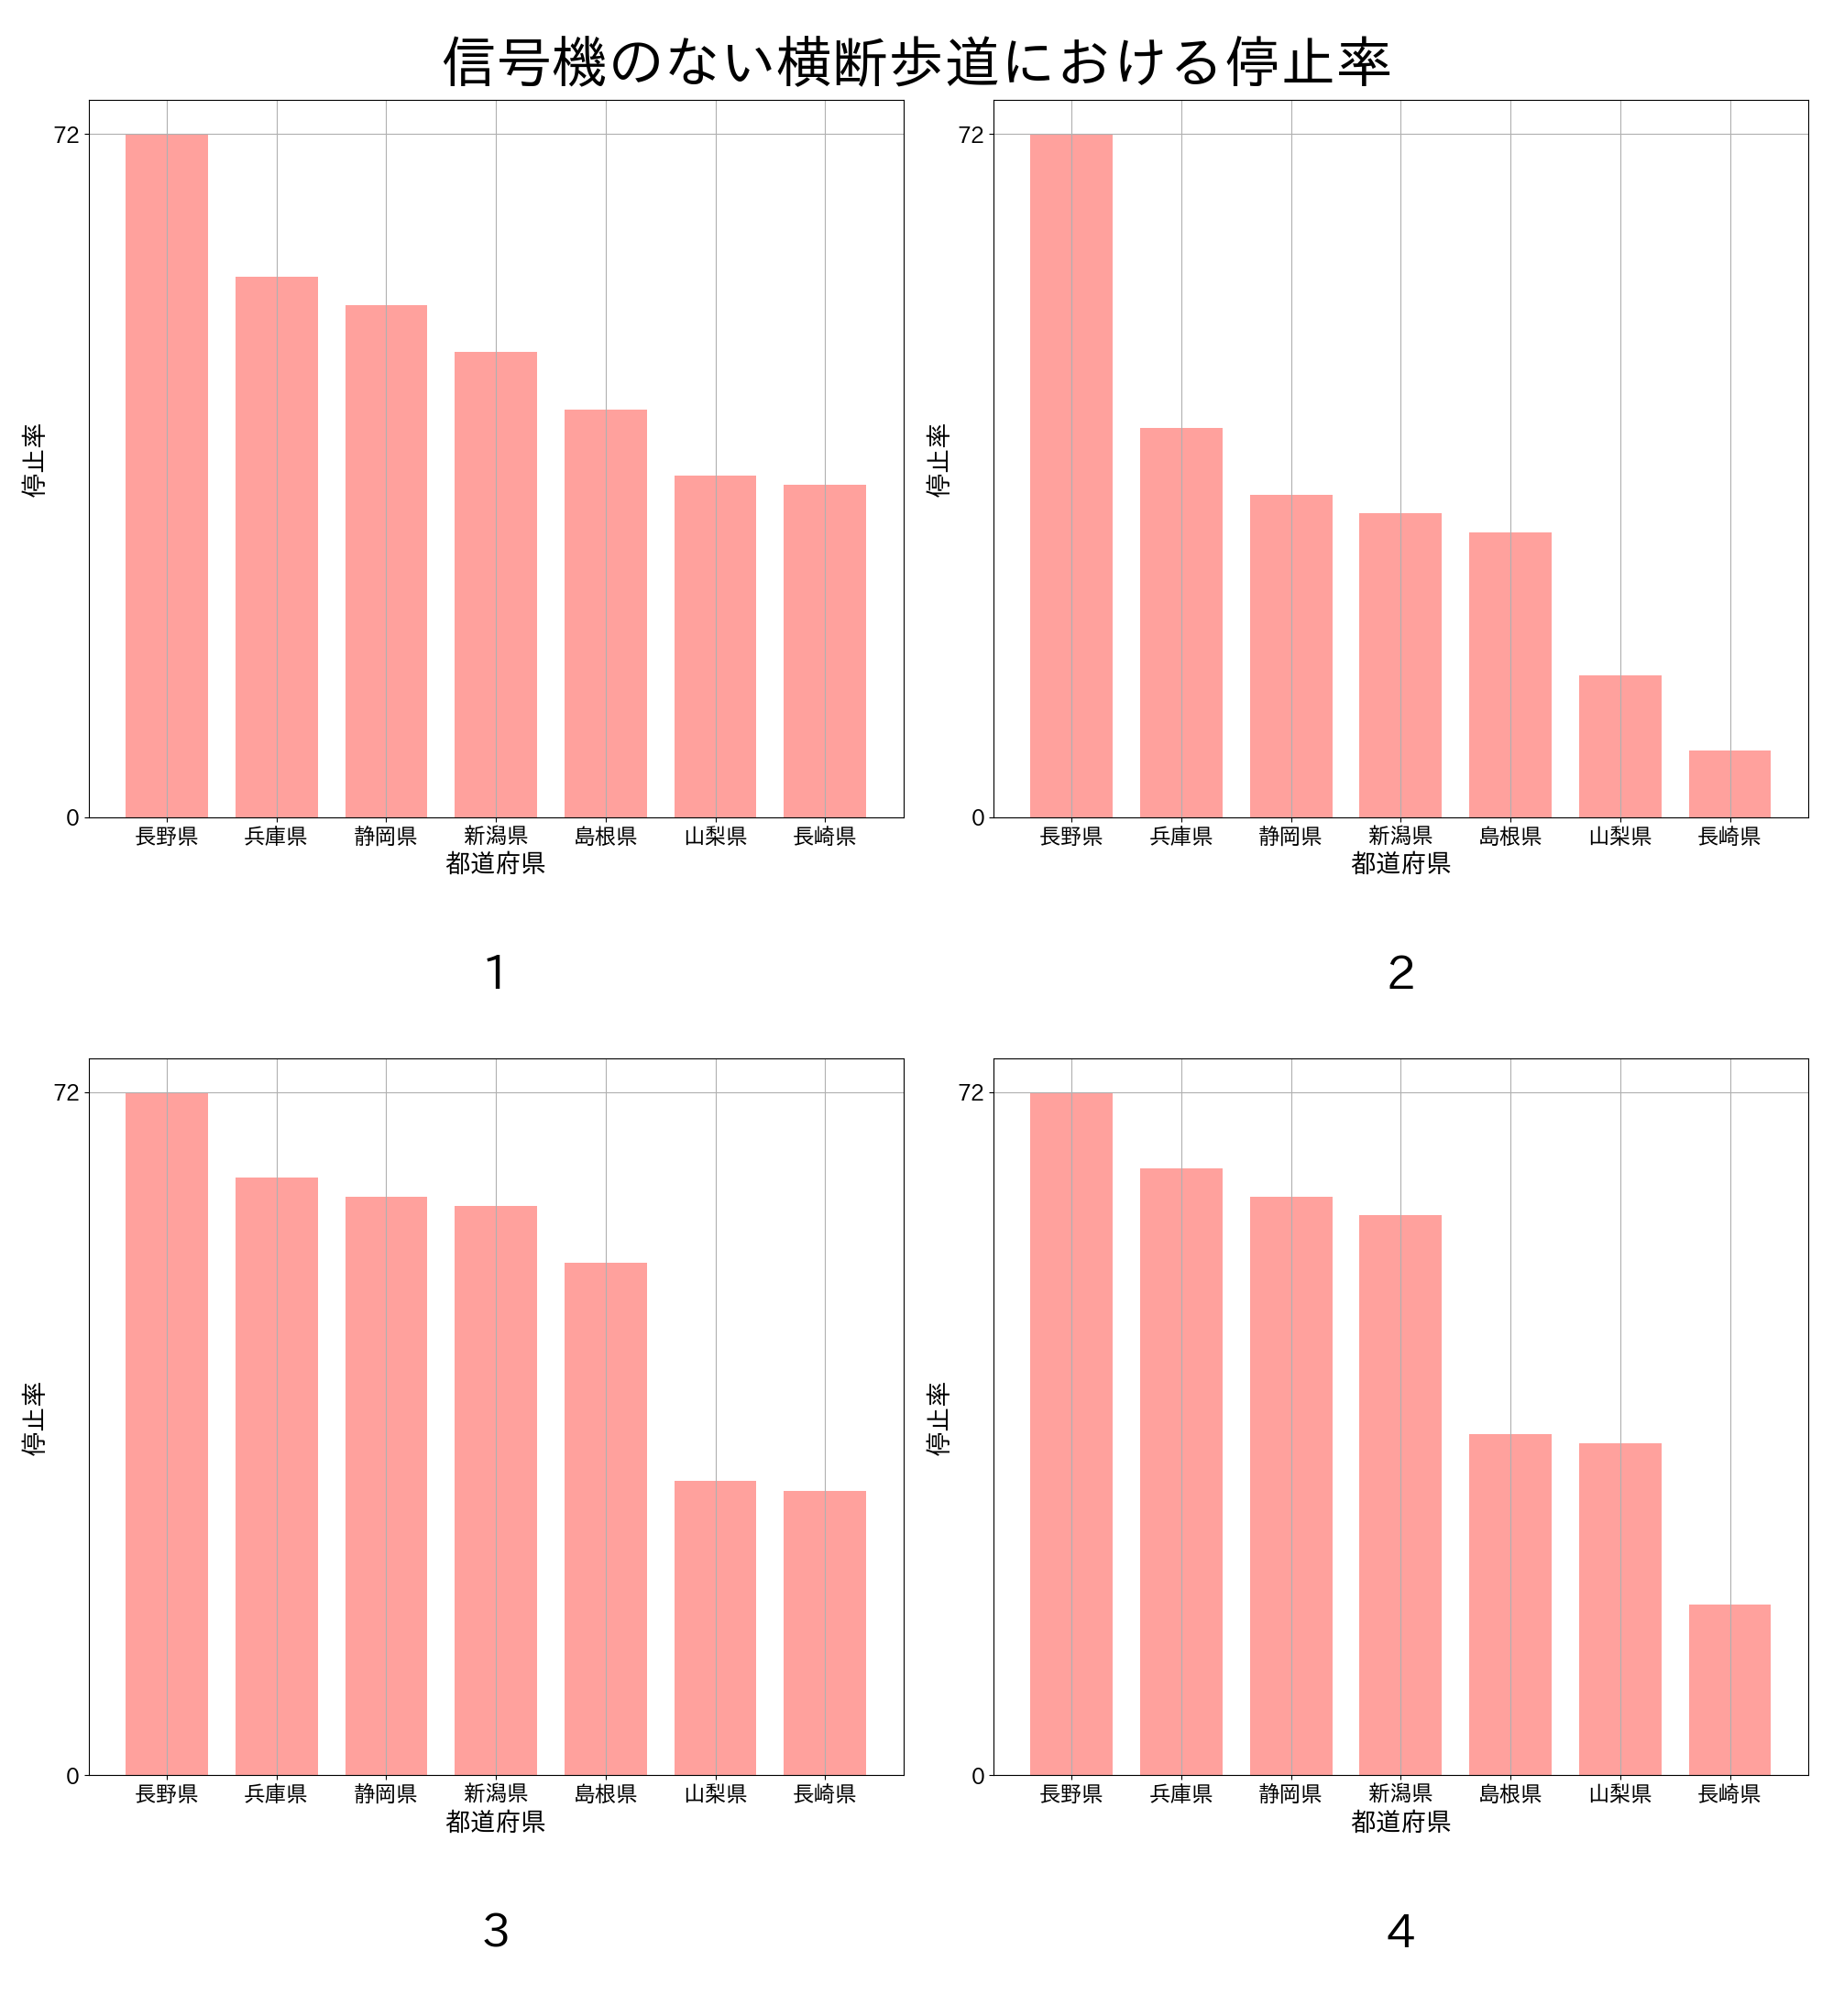 信号機のない横断歩道における停止率
72
停止率
0
長野県 兵庫県 静岡県 新潟県 島根県 山梨県 長崎県
都道府県
1
72
停止率
0
長野県 兵庫県 静岡県 新潟県 島根県 山梨県 長崎県
都道府県
2
72
停止率
0
長野県 兵庫県 静岡県 新潟県 島根県 山梨県 長崎県
都道府県
3
72
停止率
0
長野県 兵庫県 静岡県 新潟県 島根県 山梨県 長崎県
都道府県
4